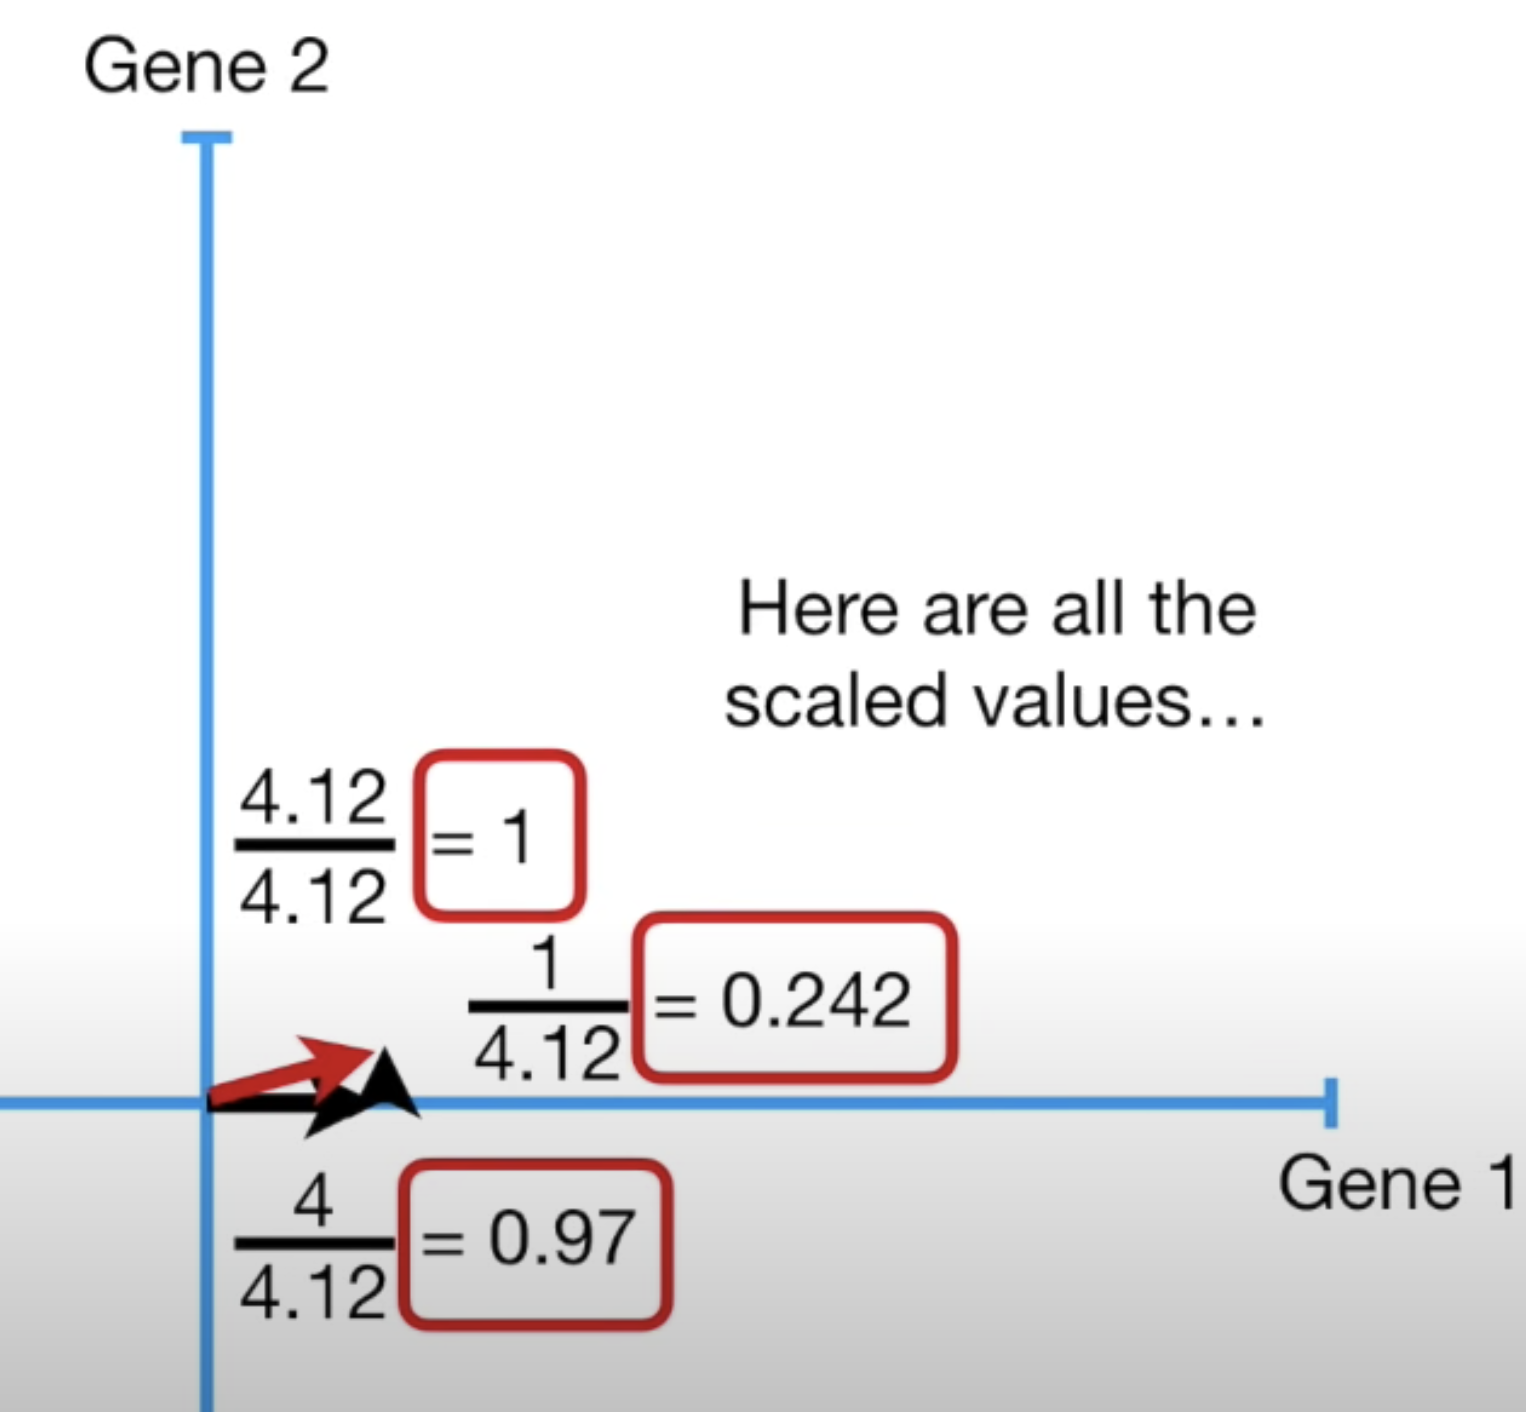 Gene 2
Here are all the
scaled values...
4.12
4.12
= 1
1
4.12
= 0.242
4
4.12
= 0.97
Gene 1